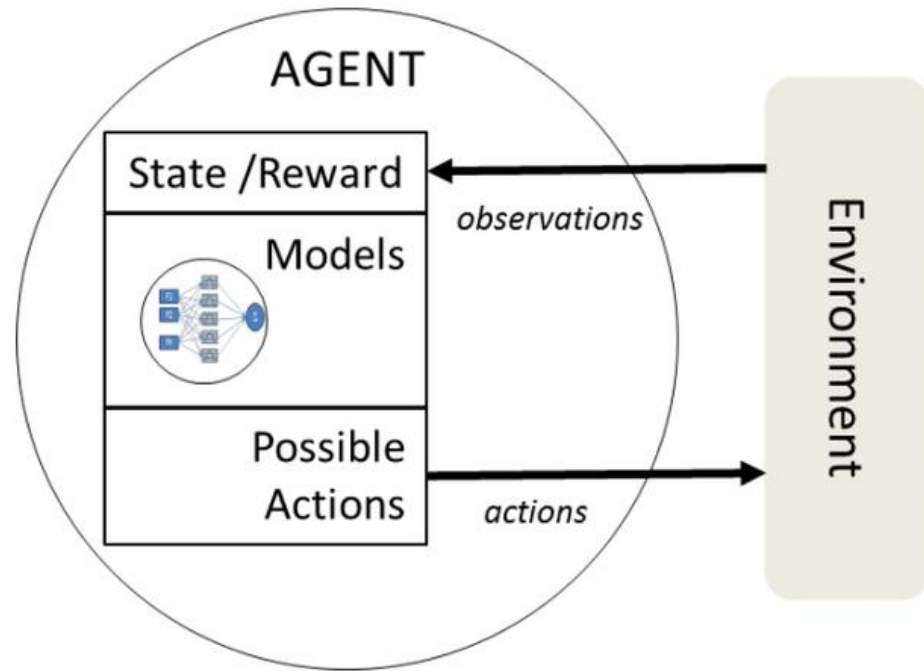 AGENT
State /Reward
observations
Models
Possible
Actions
actions
Environment